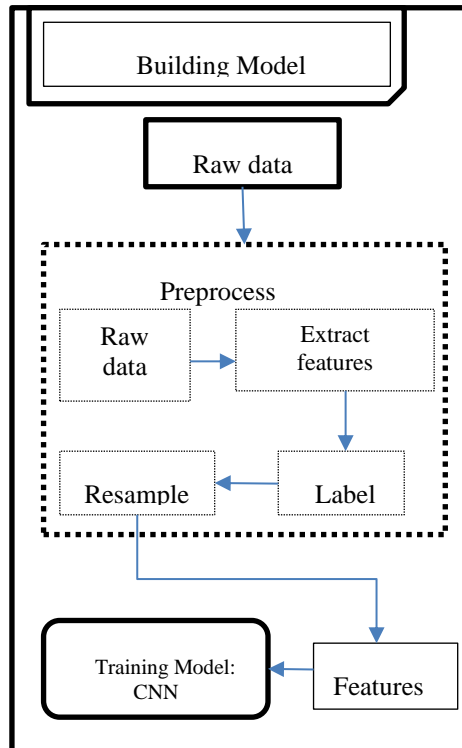 Building Model
Raw data
Preprocess
Raw
data
Extract
features
Resample
Label
Training Model:
CNN
Features